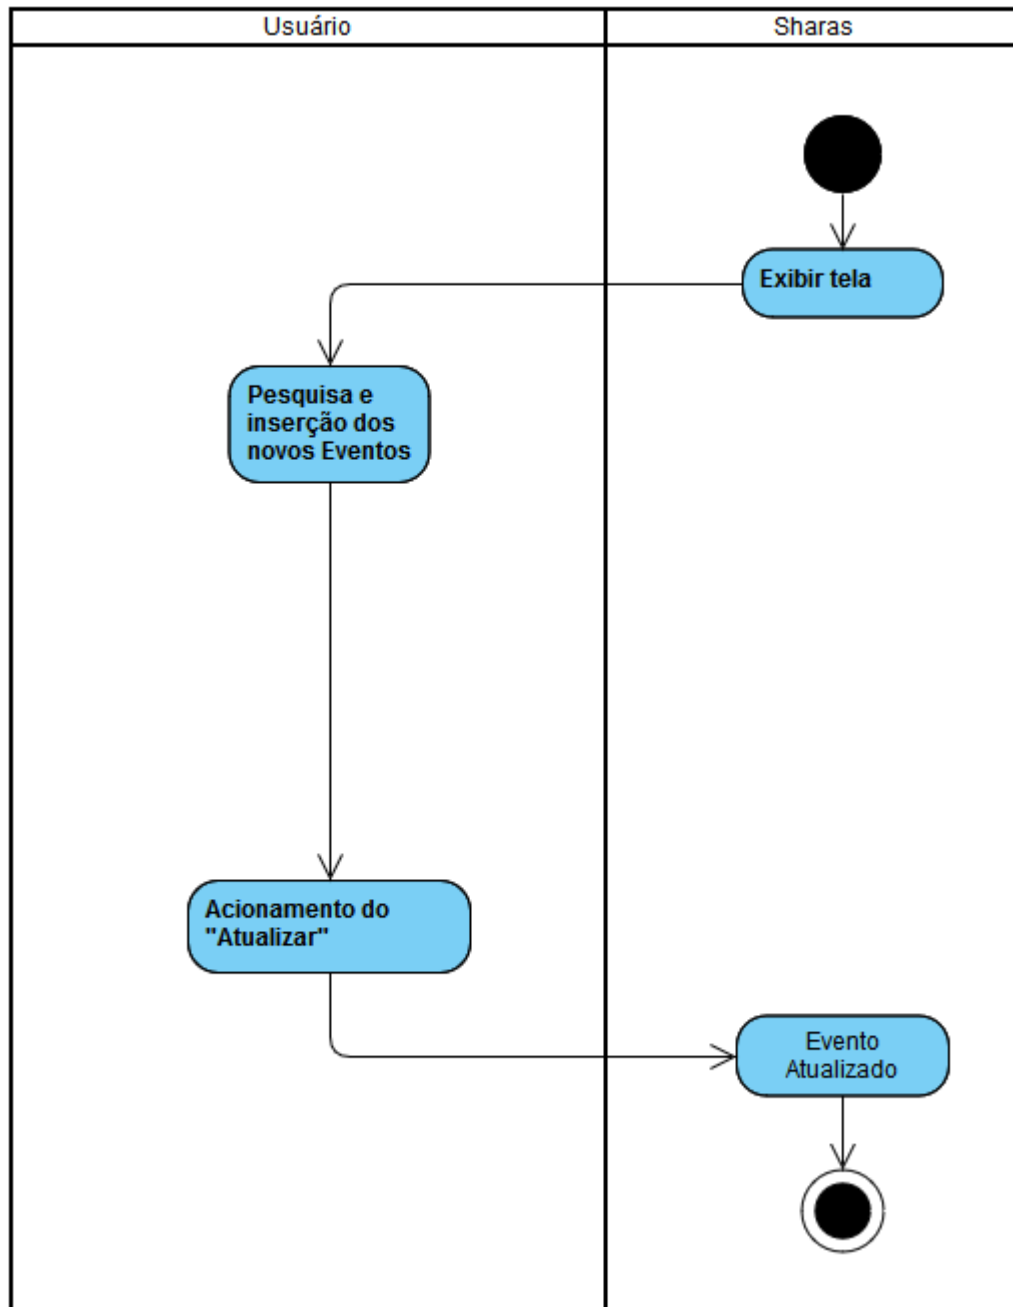 Usuário
Sharas
Exibir tela
Pesquisa e
inserção dos
novos Eventos
Acionamento do
"Atualizar"
Evento
Atualizado